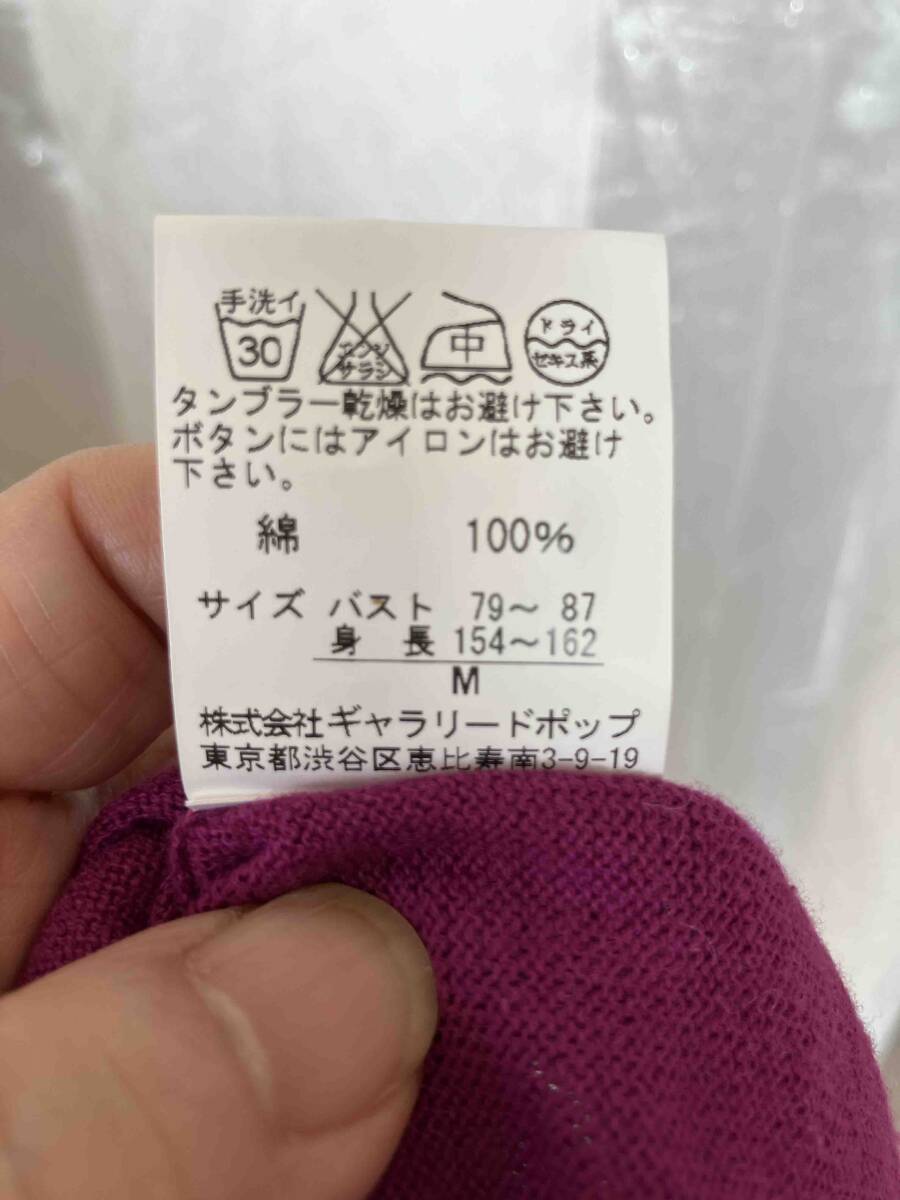 手洗イ 30 エンソ サラシ 中 ドライ セキス系
タンブラー乾燥はお避け下さい。
ボタンにはアイロンはお避け
下さい。
綿 100%
サイズ バスト 79〜 87
身 長 154〜162
M
株式会社ギャラリードポップ
東京都渋谷区恵比寿南3-9-19